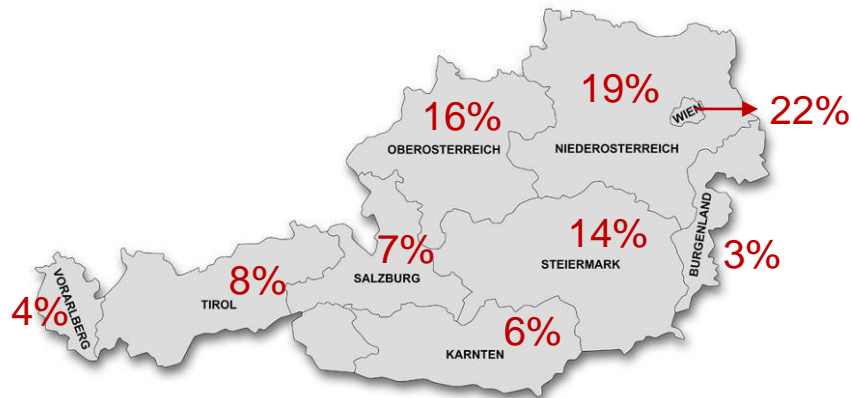 19%
16%
WIEN
22%
OBEROSTERREICH
NIEDEROSTERREICH
14%
BURGENLAND
3%
7%
STEIERMARK
8%
SALZBURG
VORARLBERG
4%
TIROL
6%
KARNTEN